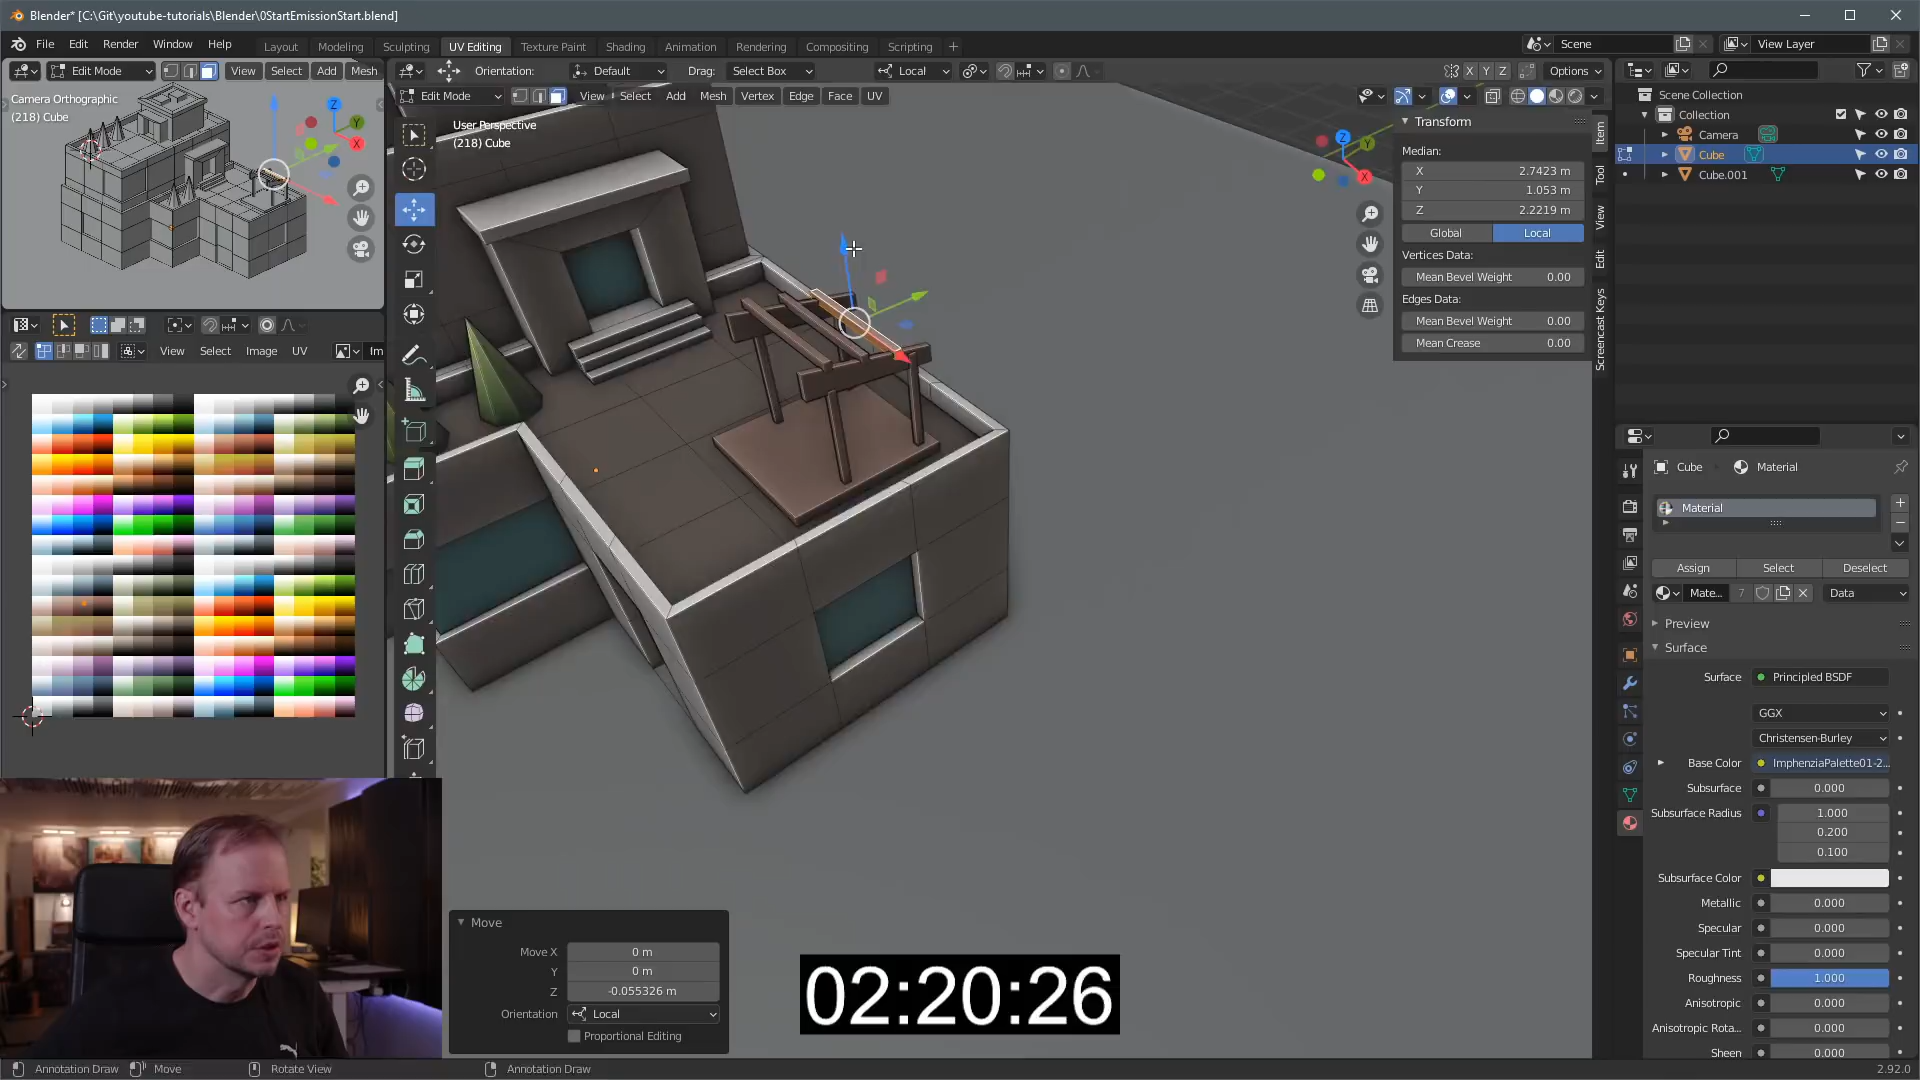 Blender* [C:\Git\youtube-tutorials\Blender\0StartEmissionStart.blend]
File Edit Render Window Help
Layout Modeling Sculpting UV Editing Texture Paint Shading Animation Rendering Compositing Scripting +
Scene
View Layer
Edit Mode View Select Add Mesh
Orientation: Default Drag: Select Box Local X Y Z Options
Edit Mode View Select Add Mesh Vertex Edge Face UV
Camera Orthographic
(218) Cube
User Perspective
(218) Cube
Z
Y
X
Z
Y
X
Transform
Median:
X 2.7423 m
Y 1.053 m
Z 2.2219 m
Global Local
Vertices Data:
Mean Bevel Weight 0.00
Edges Data:
Mean Bevel Weight 0.00
Mean Crease 0.00
Item
Tool
View
Edit
Screencast Keys
Scene Collection
Collection
Camera
Cube
Cube.001
View Select Image UV Im
Cube Material
Material
Assign Select Deselect
Mate... 7 Data
Preview
Surface
Surface Principled BSDF
GGX
Christensen-Burley
Base Color ImphenziaPalette01-2...
Subsurface 0.000
Subsurface Radius 1.000
0.200
0.100
Subsurface Color
Metallic 0.000
Specular 0.000
Specular Tint 0.000
Roughness 1.000
Anisotropic 0.000
Anisotropic Rota... 0.000
Sheen 0.000
Move
Move X 0 m
Y 0 m
Z -0.055326 m
Orientation Local
Proportional Editing
02:20:26
Annotation Draw Move Rotate View Annotation Draw 2.92.0